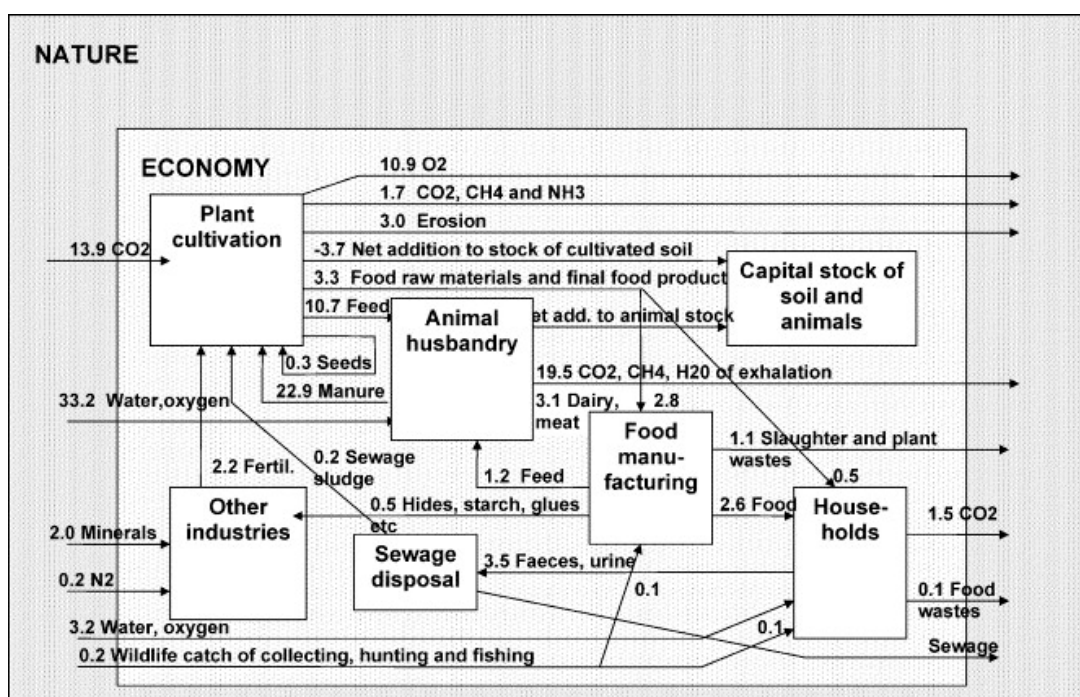 NATURE
ECONOMY
10.9 O2
1.7 CO2, CH4 and NH3
Plant
cultivation
3.0 Erosion
13.9 CO2
-3.7 Net addition to stock of cultivated soil
3.3 Food raw materials and final food product
Capital stock of
soil and
animals
10.7 Feed
Animal
husbandry
et add. to animal stock
0.3 Seeds
22.9 Manure
19.5 CO2, CH4, H20 of exhalation
33.2 Water,oxygen
3.1 Dairy,
meat
2.8
Food
manu-
facturing
1.1 Slaughter and plant
wastes
0.2 Sewage
sludge
2.2 Fertil.
1.2 Feed
0.5
Other
industries
0.5 Hides, starch, glues
etc
2.6 Food
House-
holds
1.5 CO2
2.0 Minerals
Sewage
disposal
3.5 Faeces, urine
0.1
0.2 N2
0.1 Food
wastes
3.2 Water, oxygen
0.1
Sewage
0.2 Wildlife catch of collecting, hunting and fishing